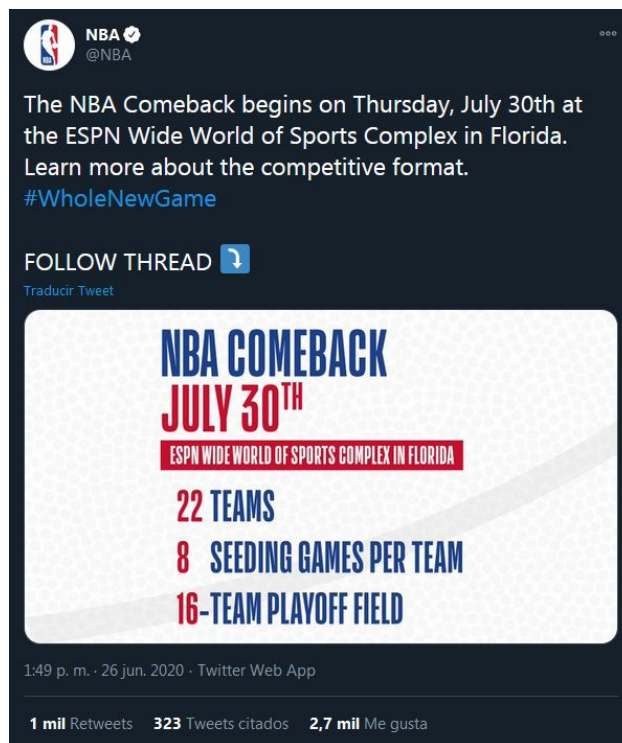 NBA
@NBA
The NBA Comeback begins on Thursday, July 30th at
the ESPN Wide World of Sports Complex in Florida.
Learn more about the competitive format.
#WholeNewGame
FOLLOW THREAD ⤵️
Traducir Tweet
NBA COMEBACK
JULY 30TH
ESPN WIDE WORLD OF SPORTS COMPLEX IN FLORIDA
22 TEAMS
8 SEEDING GAMES PER TEAM
16-TEAM PLAYOFF FIELD
1:49 p. m. · 26 jun. 2020 · Twitter Web App
1 mil Retweets 323 Tweets citados 2,7 mil Me gusta